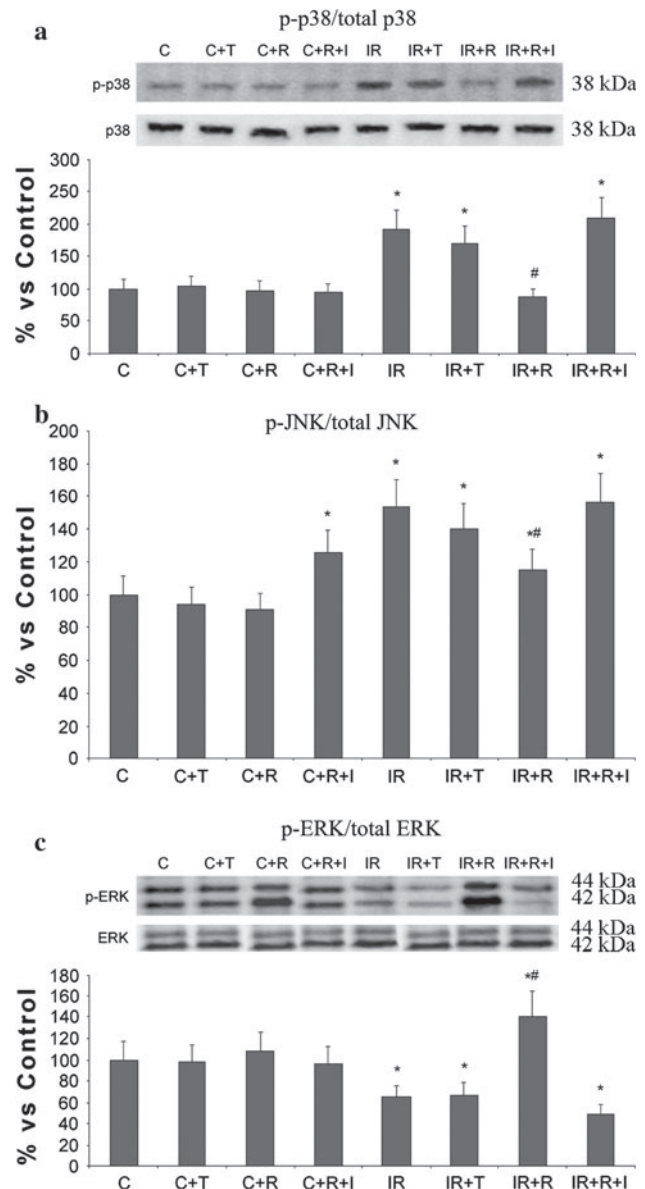 a
p-p38/total p38
C C+T C+R C+R+I IR IR+T IR+R IR+R+I
p-p38 38 kDa
p38 38 kDa
% vs Control
300
250
200
150
100
50
0
* * # *
C C+T C+R C+R+I IR IR+T IR+R IR+R+I
b
p-JNK/total JNK
% vs Control
200
180
160
140
120
100
80
60
40
20
0
* * * *# *
C C+T C+R C+R+I IR IR+T IR+R IR+R+I
c
p-ERK/total ERK
C C+T C+R C+R+I IR IR+T IR+R IR+R+I
p-ERK 44 kDa
42 kDa
ERK 44 kDa
42 kDa
% vs Control
180
160
140
120
100
80
60
40
20
0
* * *# *
C C+T C+R C+R+I IR IR+T IR+R IR+R+I